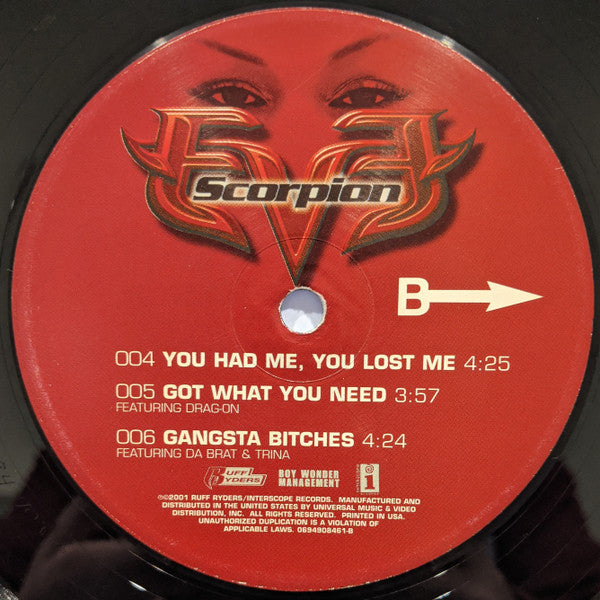 EVE
Scorpion
B
004 YOU HAD ME, YOU LOST ME 4:25
005 GOT WHAT YOU NEED 3:57
FEATURING DRAG-ON
006 GANGSTA BITCHES 4:24
FEATURING DA BRAT & TRINA
RUFF RYDERS BOY WONDER MANAGEMENT i
℗©2001 RUFF RYDERS/INTERSCOPE RECORDS. MANUFACTURED AND
DISTRIBUTED IN THE UNITED STATES BY UNIVERSAL MUSIC & VIDEO
DISTRIBUTION, INC. ALL RIGHTS RESERVED. PRINTED IN USA.
UNAUTHORIZED DUPLICATION IS A VIOLATION OF
APPLICABLE LAWS. 0694908461-B